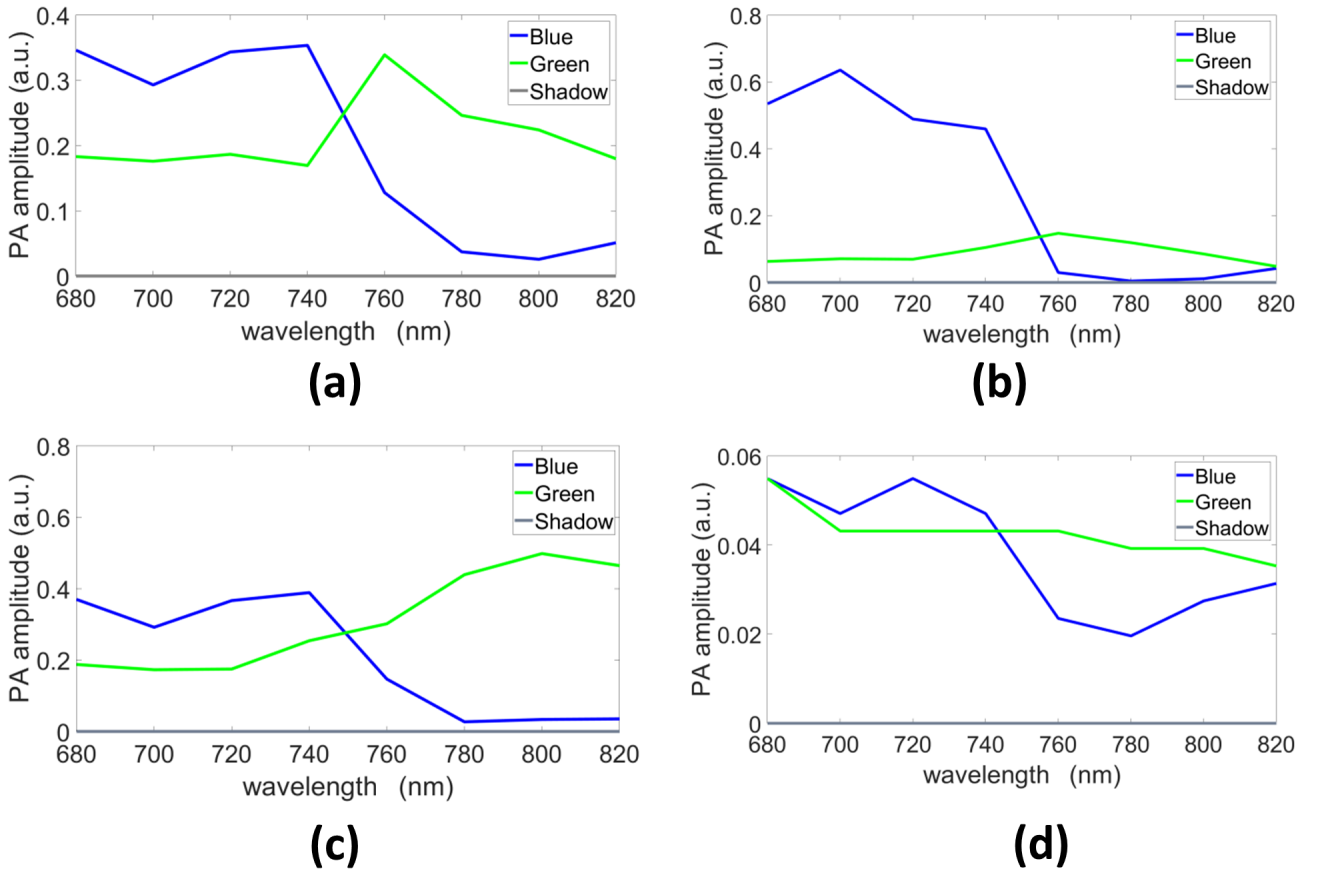 PA amplitude (a.u.)
0.4
0.3
0.2
0.1
0
Blue
Green
Shadow
680 700 720 740 760 780 800 820
wavelength (nm)
(a)
PA amplitude (a.u.)
0.8
0.6
0.4
0.2
0
Blue
Green
Shadow
680 700 720 740 760 780 800 820
wavelength (nm)
(b)
PA amplitude (a.u.)
0.8
0.6
0.4
0.2
0
Blue
Green
Shadow
680 700 720 740 760 780 800 820
wavelength (nm)
(c)
PA amplitude (a.u.)
0.06
0.04
0.02
0
Blue
Green
Shadow
680 700 720 740 760 780 800 820
wavelength (nm)
(d)